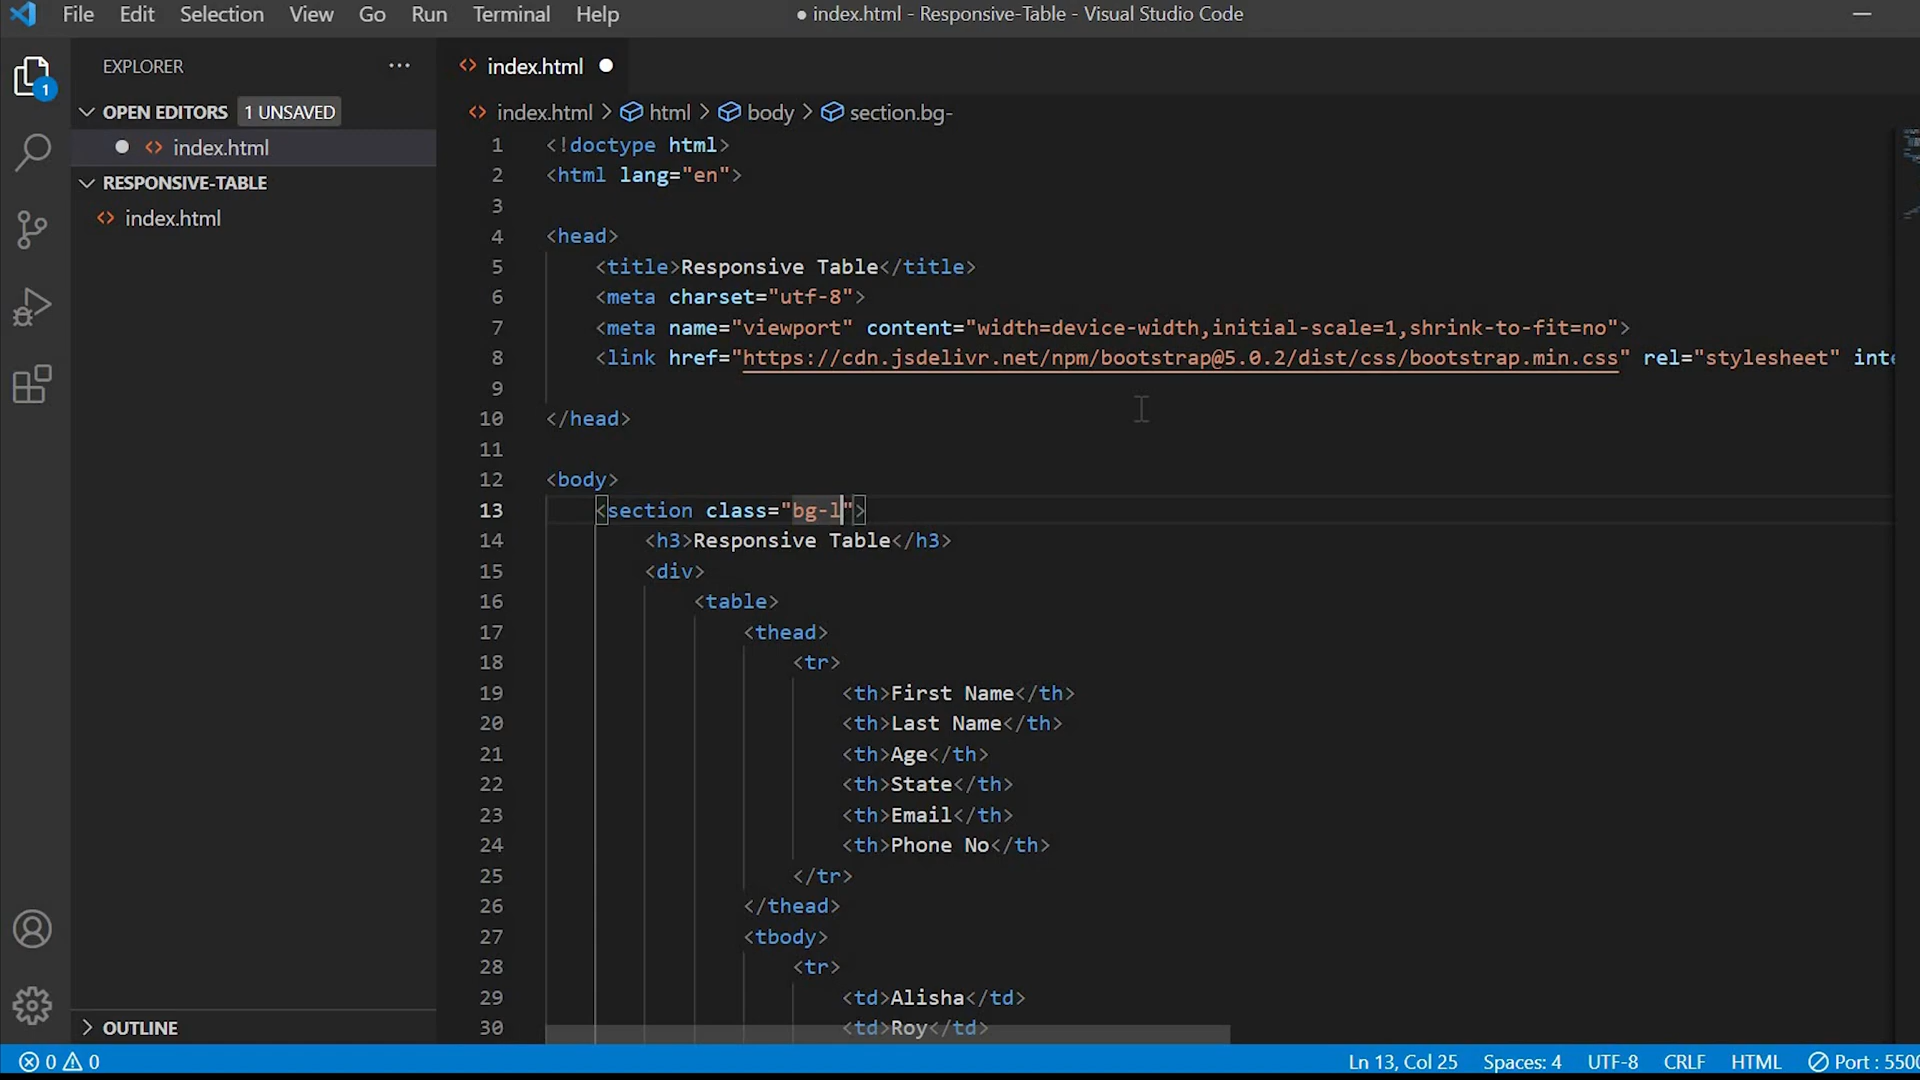 File Edit Selection View Go Run Terminal Help
● index.html - Responsive-Table - Visual Studio Code
EXPLORER
1
OPEN EDITORS 1 UNSAVED
index.html
RESPONSIVE-TABLE
index.html
OUTLINE
index.html
index.html > html > body > section.bg-
1 <!doctype html>
2 <html lang="en">
3
4 <head>
5 <title>Responsive Table</title>
6 <meta charset="utf-8">
7 <meta name="viewport" content="width=device-width,initial-scale=1,shrink-to-fit=no">
8 <link href="https://cdn.jsdelivr.net/npm/bootstrap@5.0.2/dist/css/bootstrap.min.css" rel="stylesheet" inte
9
10 </head>
11
12 <body>
13 <section class="bg-l">
14 <h3>Responsive Table</h3>
15 <div>
16 <table>
17 <thead>
18 <tr>
19 <th>First Name</th>
20 <th>Last Name</th>
21 <th>Age</th>
22 <th>State</th>
23 <th>Email</th>
24 <th>Phone No</th>
25 </tr>
26 </thead>
27 <tbody>
28 <tr>
29 <td>Alisha</td>
30 <td>Roy</td>
0 0
Ln 13, Col 25 Spaces: 4 UTF-8 CRLF HTML Port : 5500